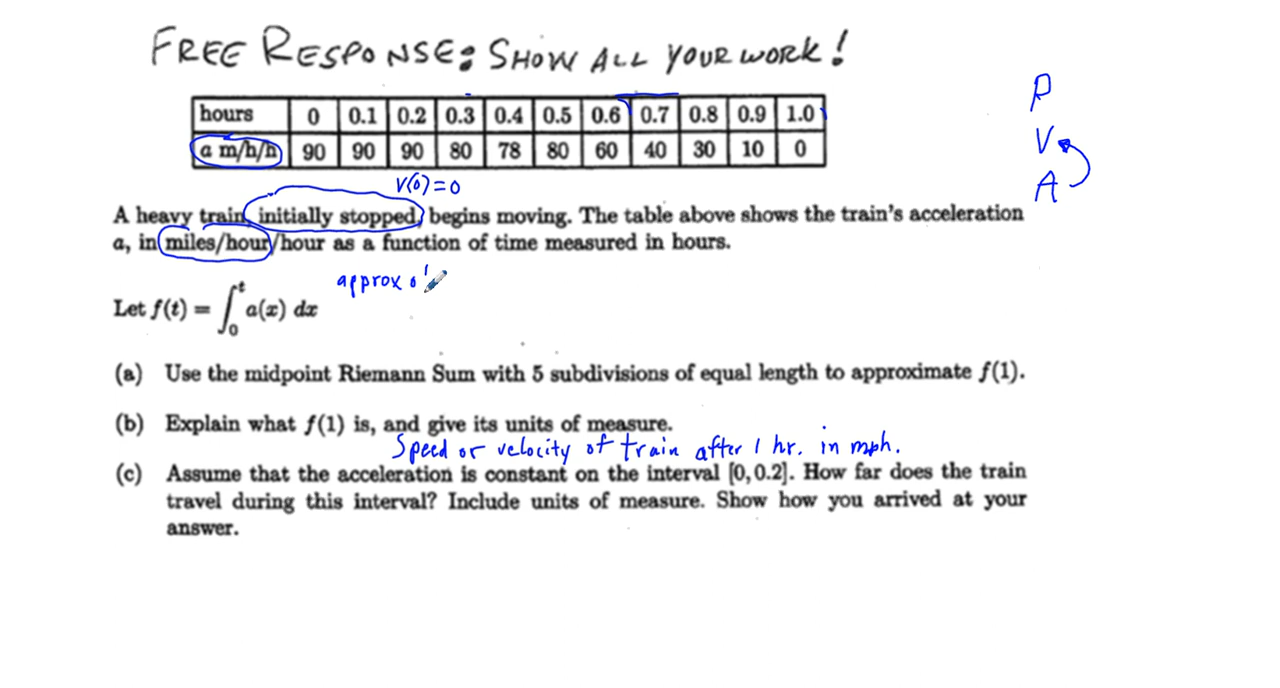 FREE RESPONSE: SHOW ALL YOUR WORK!
hours 0 0.1 0.2 0.3 0.4 0.5 0.6 0.7 0.8 0.9 1.0
a m/h/h 90 90 90 80 78 80 60 40 30 10 0
P
V
A
V(0)=0
A heavy train, initially stopped, begins moving. The table above shows the train's acceleration
a, in miles/hour/hour as a function of time measured in hours.
approx
Let f(t) = ∫₀ᵗ a(x) dx
(a) Use the midpoint Riemann Sum with 5 subdivisions of equal length to approximate f(1).
(b) Explain what f(1) is, and give its units of measure.
Speed or velocity of train after 1 hr. in mph.
(c) Assume that the acceleration is constant on the interval [0, 0.2]. How far does the train
travel during this interval? Include units of measure. Show how you arrived at your
answer.